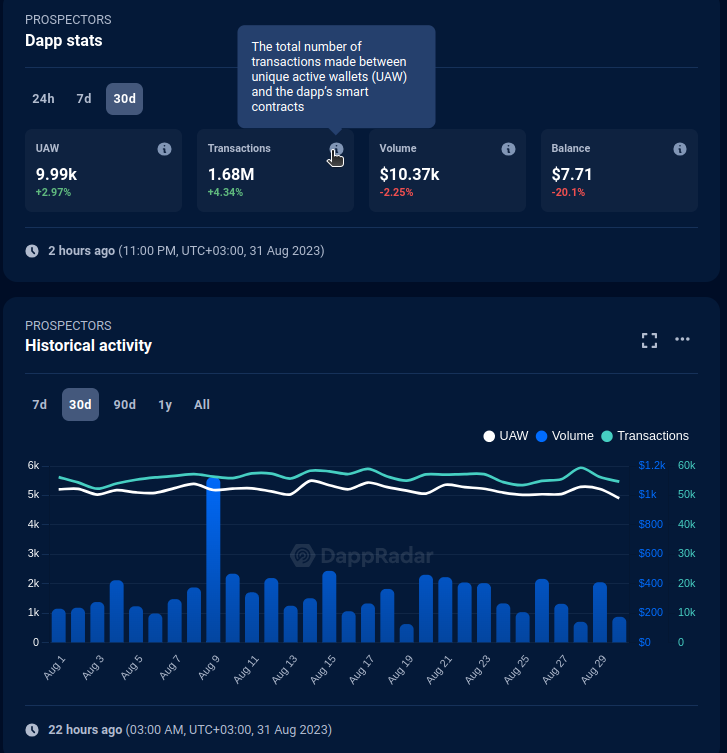 PROSPECTORS
Dapp stats
The total number of
transactions made between
unique active wallets (UAW)
and the dapp's smart
contracts
24h 7d 30d
UAW Transactions Volume Balance
9.99k 1.68M $10.37k $7.71
+2.97% +4.34% -2.25% -20.1%
2 hours ago (11:00 PM, UTC+03:00, 31 Aug 2023)
PROSPECTORS
Historical activity
7d 30d 90d 1y All
UAW Volume Transactions
6k $1.2k 60k
5k $1k 50k
4k $800 40k
3k $600 30k
DappRadar
2k $400 20k
1k $200 10k
0 $0 0
Aug 1 Aug 3 Aug 5 Aug 7 Aug 9 Aug 11 Aug 13 Aug 15 Aug 17 Aug 19 Aug 21 Aug 23 Aug 25 Aug 27 Aug 29
22 hours ago (03:00 AM, UTC+03:00, 31 Aug 2023)